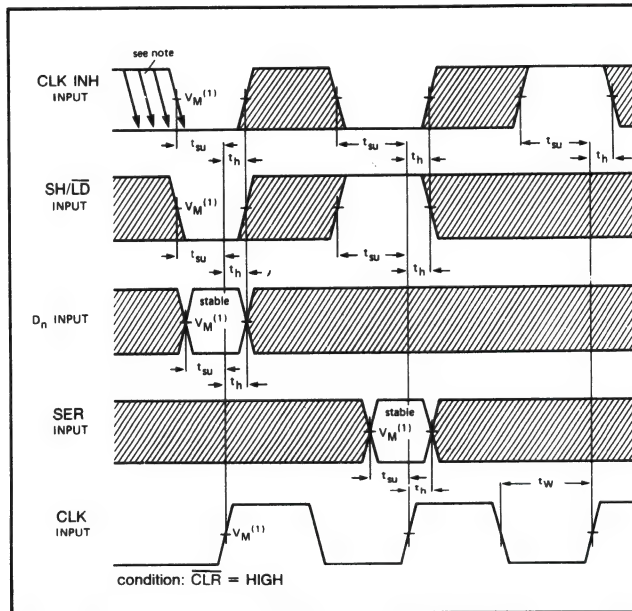 see note
CLK INH
INPUT
V_M(1)
t_su
t_h
t_su
t_h
t_su
t_h
SH/L̅D̅
INPUT
V_M(1)
t_su
t_h
t_su
t_h
stable
D_n INPUT
V_M(1)
t_su
t_h
stable
SER
INPUT
V_M(1)
t_su
t_h
t_W
CLK
INPUT
V_M(1)
condition: C̅L̅R̅ = HIGH